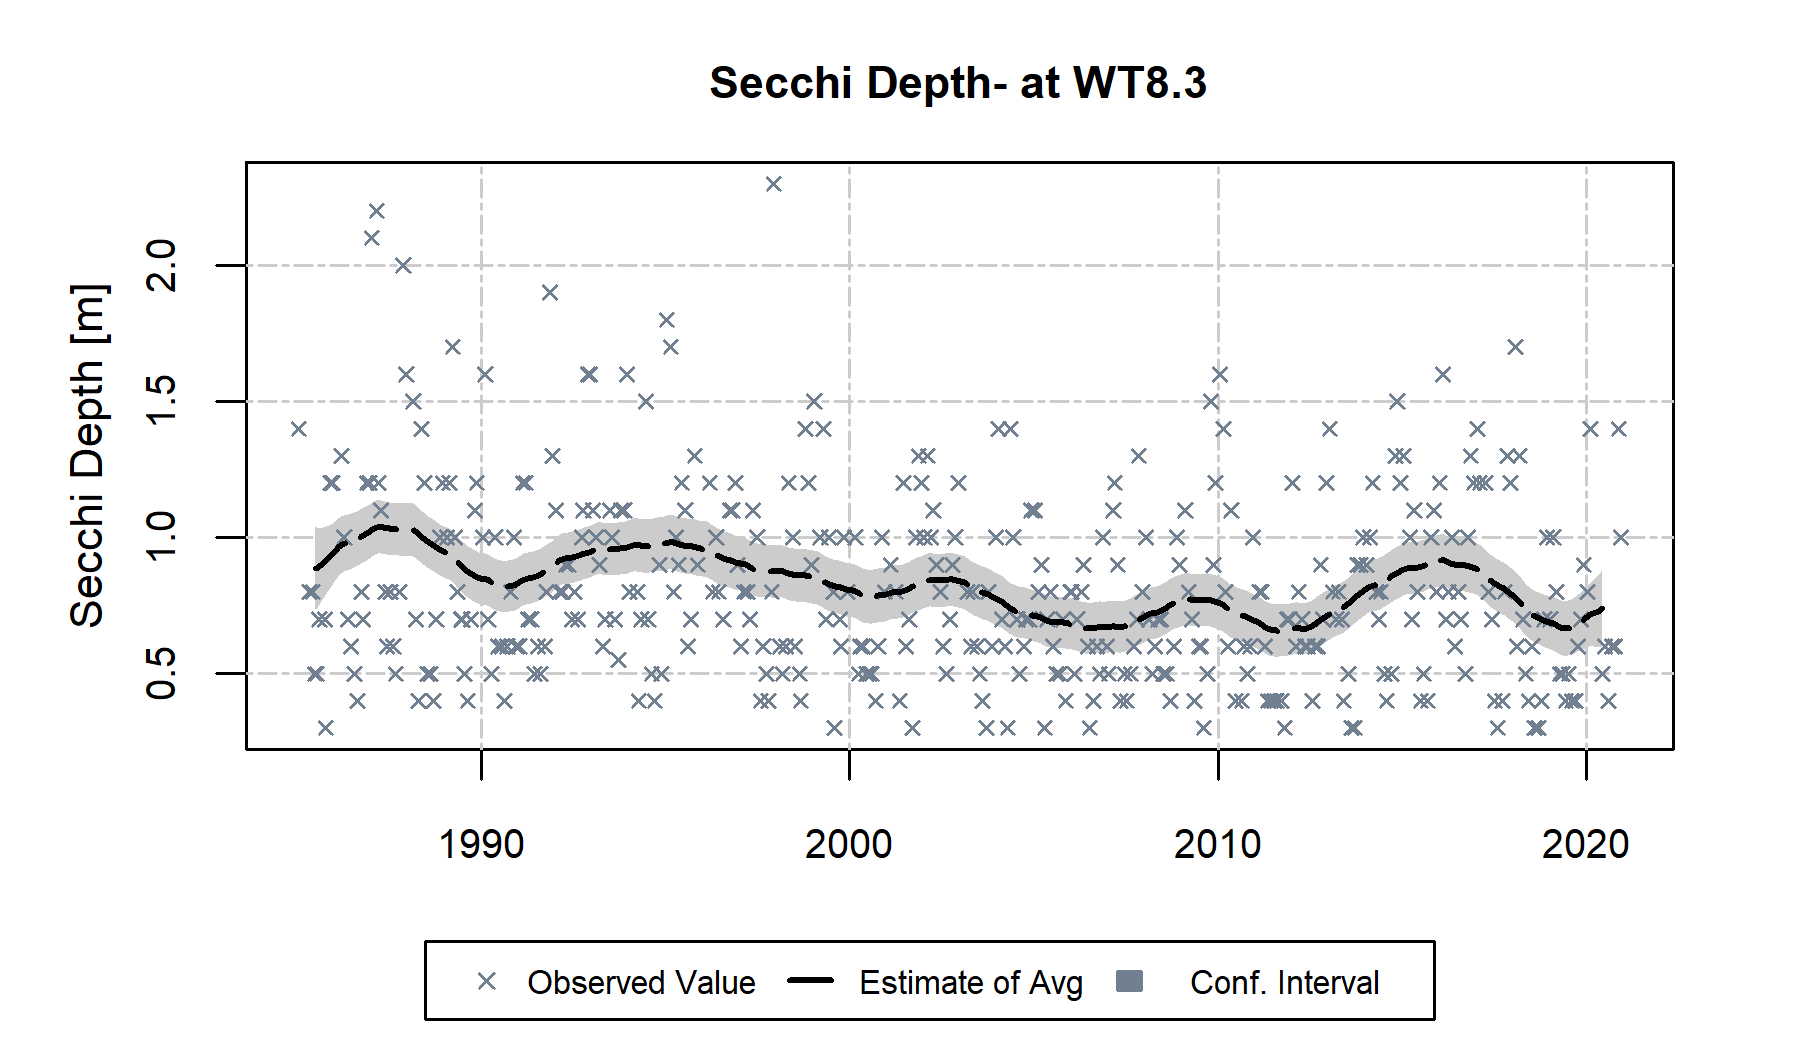 Secchi Depth- at WT8.3
Secchi Depth [m]
2.0
1.5
1.0
0.5
1990 2000 2010 2020
Observed Value Estimate of Avg Conf. Interval